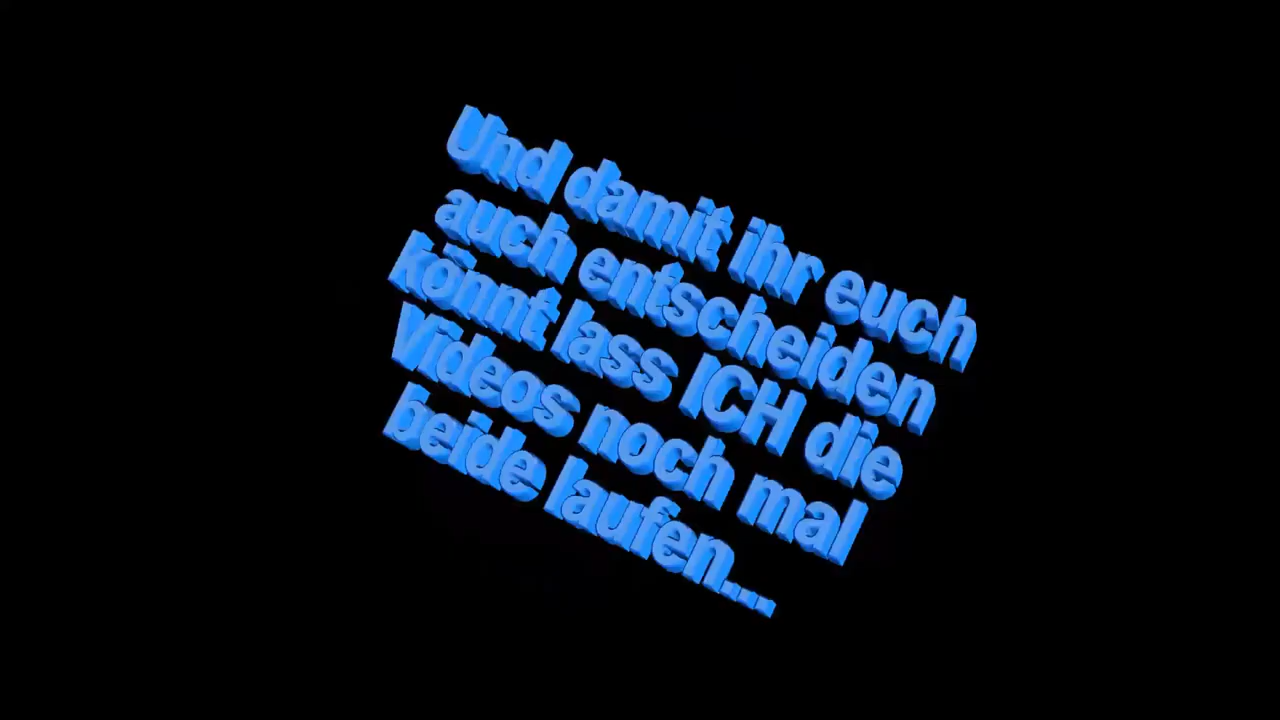 Und damit ihr euch
auch entscheiden
könnt lass ICH die
Videos noch mal
beide laufen....